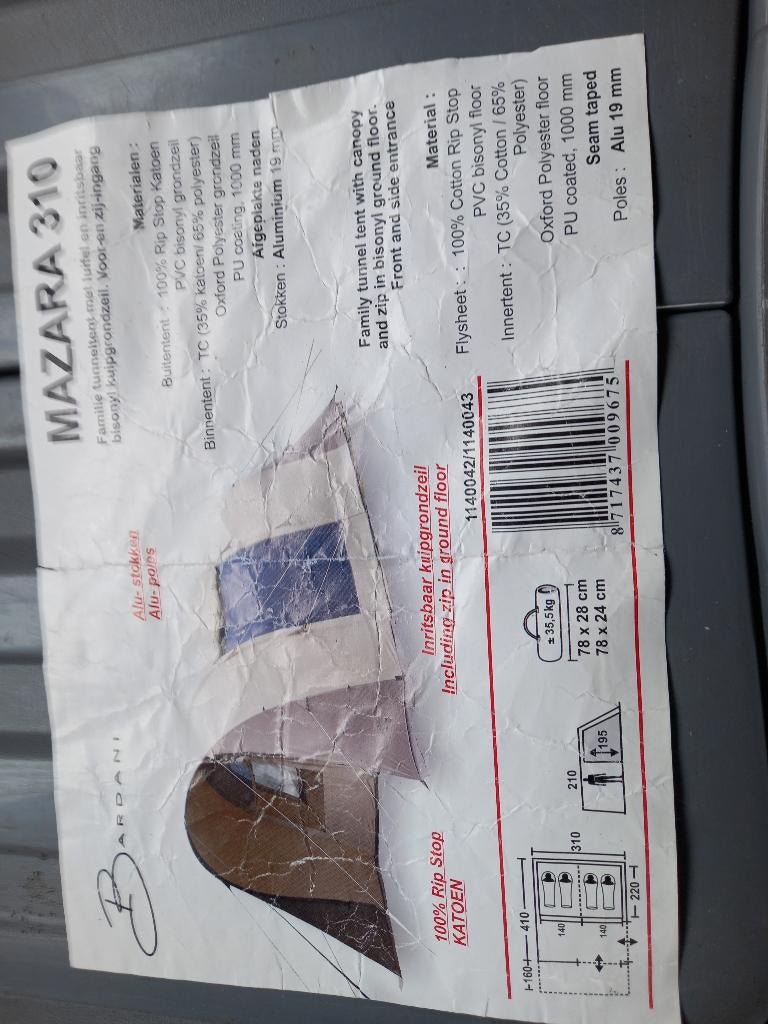 BARDANI
MAZARA 310
Familie tunneltent met luifel en inritsbaar
bisonyl kuipgrondzeil. Voor-en zij-ingang
Alu- stokken
Alu- poles
Materialen :
Buitentent : 100% Rip Stop Katoen
PVC bisonyl grondzeil
Binnentent : TC (35% katoen/ 65% polyester)
Oxford Polyester grondzeil
PU coating, 1000 mm
Afgeplakte naden
Stokken : Aluminium 19 mm
Family tunnel tent with canopy
and zip in bisonyl ground floor.
Front and side entrance
Material :
Flysheet : : 100% Cotton Rip Stop
PVC bisonyl floor
Innertent : TC (35% Cotton / 65%
Polyester)
Oxford Polyester floor
PU coated, 1000 mm
Seam taped
Poles : Alu 19 mm
100% Rip Stop
KATOEN
Inritsbaar kuipgrondzeil
Including zip in ground floor
160
410
310
140
140
220
210
195
± 35,5kg
78 x 28 cm
78 x 24 cm
1140042/1140043
8 717437 009675